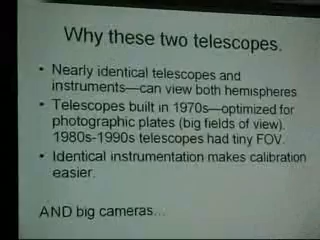 Why these two telescopes.
• Nearly identical telescopes and
instruments—can view both hemispheres
• Telescopes built in 1970s—optimized for
photographic plates (big fields of view).
1980s-1990s telescopes had tiny FOV.
• Identical instrumentation makes calibration
easier.
AND big cameras...